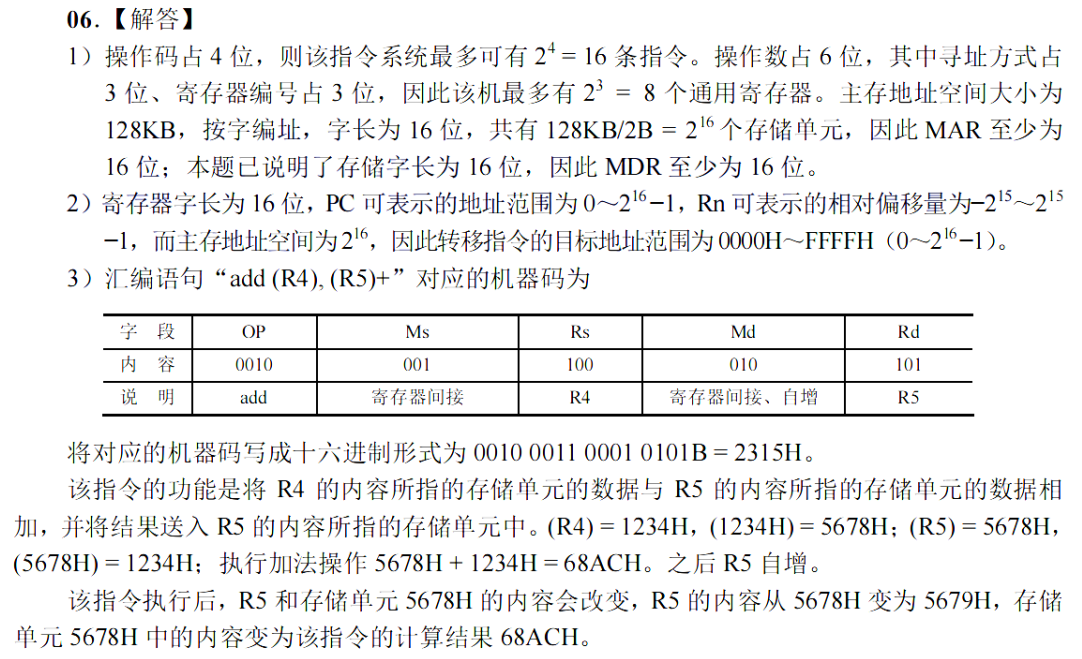 06.【解答】
1）操作码占 4 位，则该指令系统最多可有 2⁴ = 16 条指令。操作数占 6 位，其中寻址方式占
3 位、寄存器编号占 3 位，因此该机最多有 2³ = 8 个通用寄存器。主存地址空间大小为
128KB，按字编址，字长为 16 位，共有 128KB/2B = 2¹⁶ 个存储单元，因此 MAR 至少为
16 位；本题已说明了存储字长为 16 位，因此 MDR 至少为 16 位。
2）寄存器字长为 16 位，PC 可表示的地址范围为 0～2¹⁶−1，Rn 可表示的相对偏移量为−2¹⁵～2¹⁵
−1，而主存地址空间为 2¹⁶，因此转移指令的目标地址范围为 0000H～FFFFH（0～2¹⁶−1）。
3）汇编语句“add (R4), (R5)+”对应的机器码为
字 段 OP Ms Rs Md Rd
内 容 0010 001 100 010 101
说 明 add 寄存器间接 R4 寄存器间接、自增 R5
将对应的机器码写成十六进制形式为 0010 0011 0001 0101B = 2315H。
该指令的功能是将 R4 的内容所指的存储单元的数据与 R5 的内容所指的存储单元的数据相
加，并将结果送入 R5 的内容所指的存储单元中。(R4) = 1234H，(1234H) = 5678H；(R5) = 5678H，
(5678H) = 1234H；执行加法操作 5678H + 1234H = 68ACH。之后 R5 自增。
该指令执行后，R5 和存储单元 5678H 的内容会改变，R5 的内容从 5678H 变为 5679H，存储
单元 5678H 中的内容变为该指令的计算结果 68ACH。